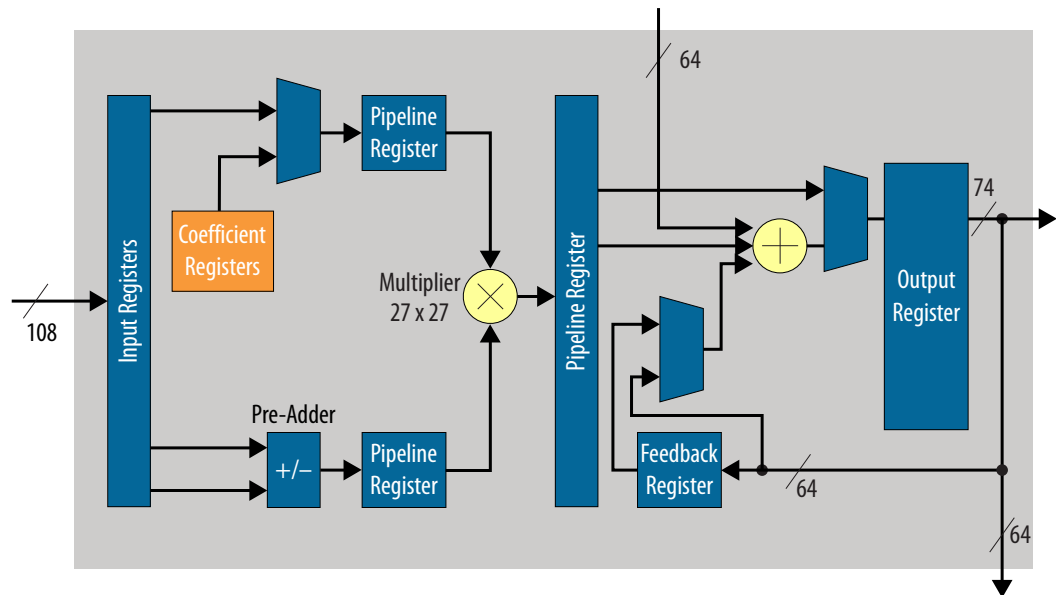 64
Pipeline
Register
74
Coefficient
Registers
Input Registers
Multiplier
27 x 27
Pipeline Register
Output
Register
108
Pre-Adder
+/−
Pipeline
Register
Feedback
Register
64
64